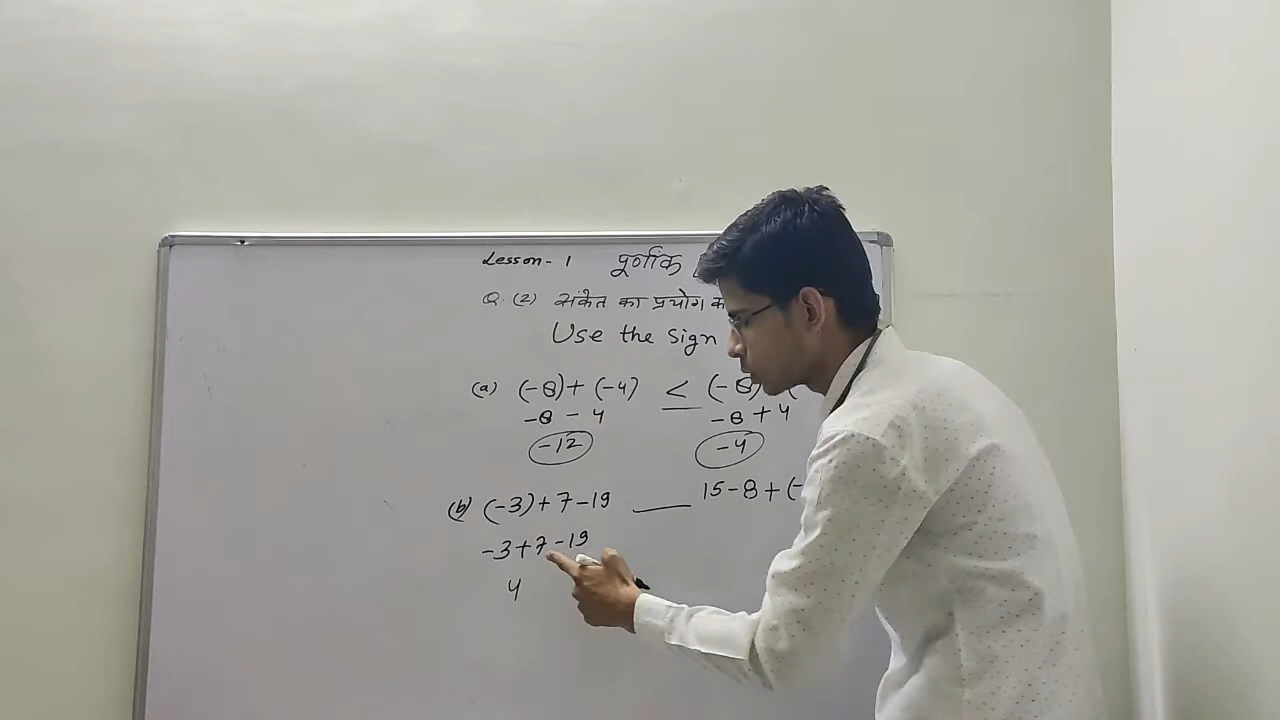 Lesson - 1 पूर्णांक
Q. (2) संकेत का प्रयोग
Use the Sign
(a) (-8) + (-4) <
-8 - 4 -8 + 4
-12 -4
(b) (-3) + 7 - 19 ___ 15 - 8 + (-
-3 + 7 - 19
4